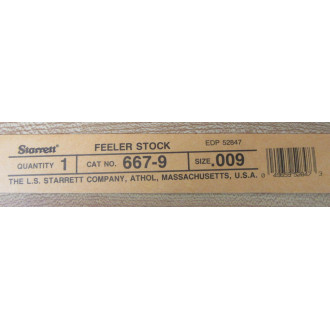 Starrett FEELER STOCK EDP 52847
QUANTITY 1 CAT NO. 667-9 SIZE .009
THE L.S. STARRETT COMPANY, ATHOL, MASSACHUSETTS, U.S.A.